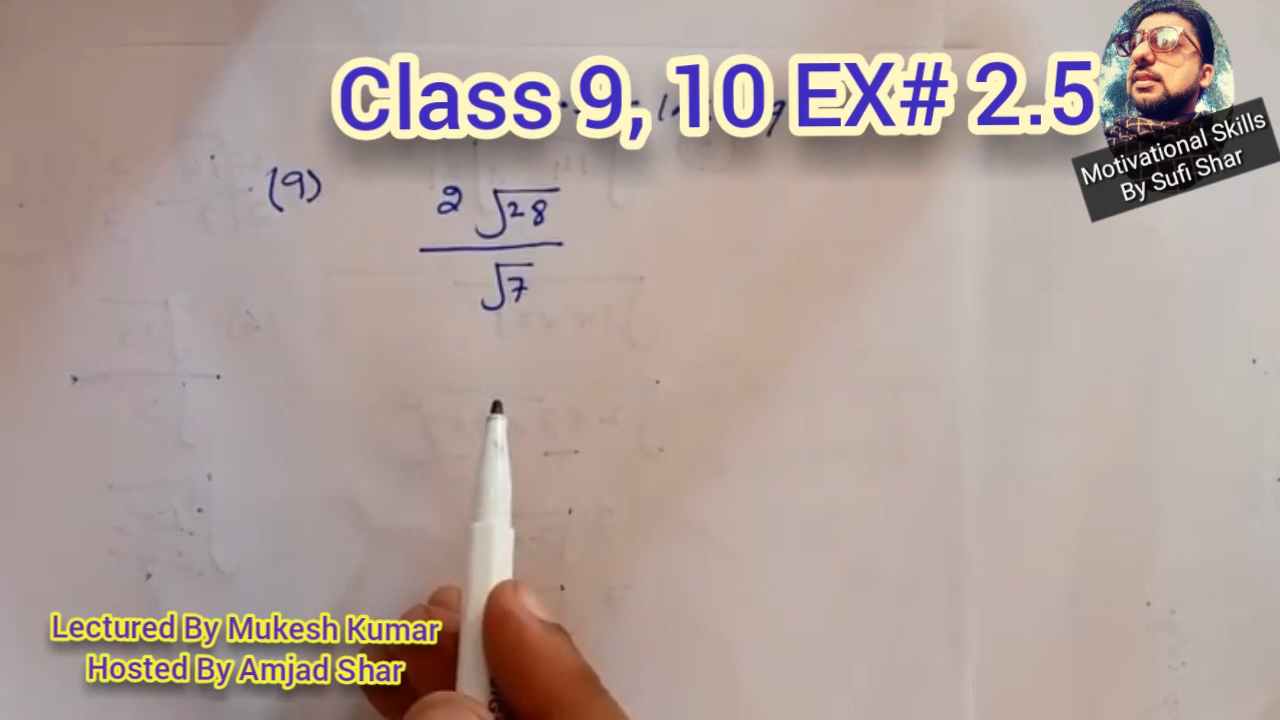 Class 9, 10 EX# 2.5
Motivational Skills
By Sufi Shar
(9)
2 √28
√7
Lectured By Mukesh Kumar
Hosted By Amjad Shar